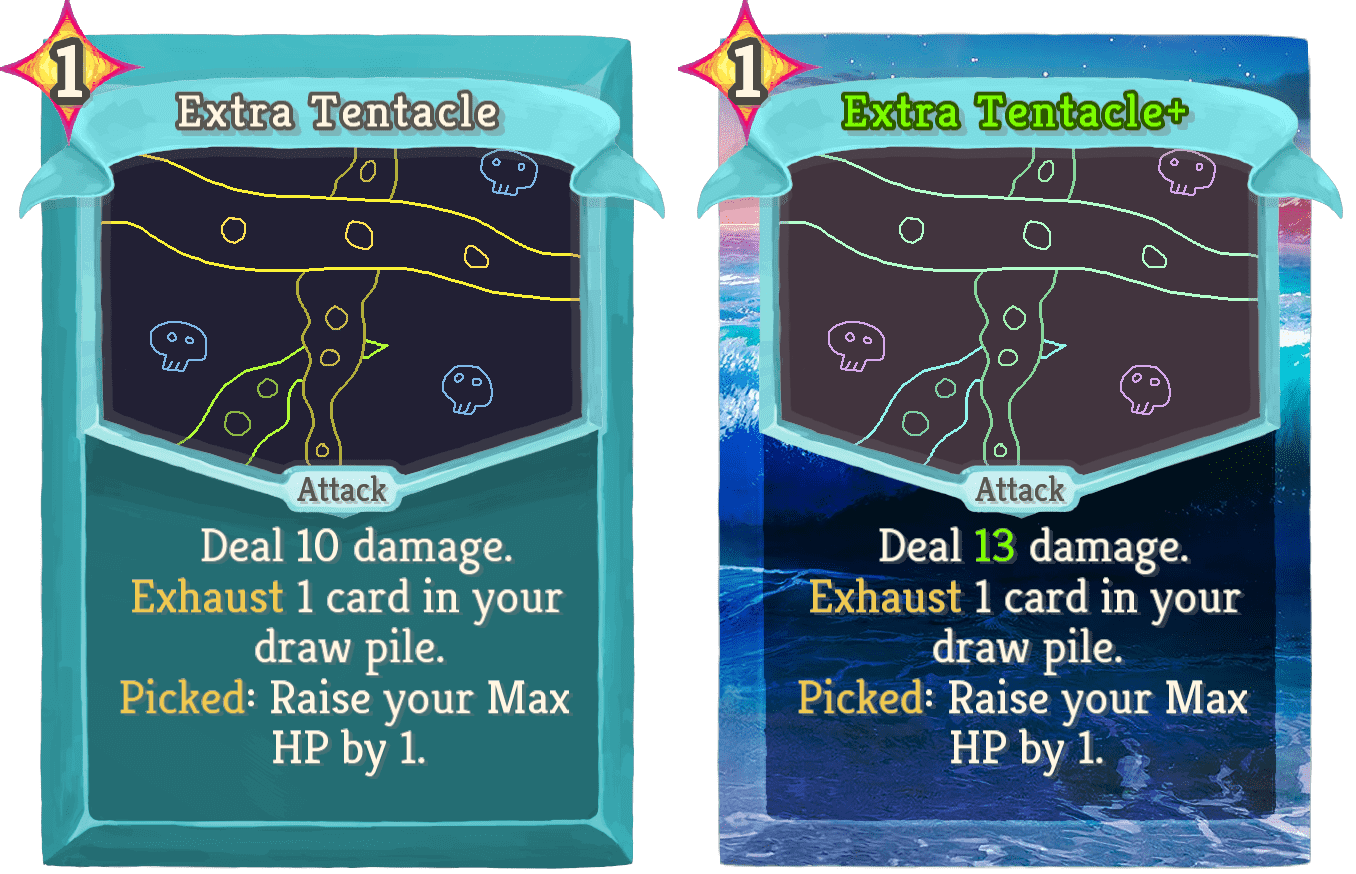 1
Extra Tentacle
Attack
Deal 10 damage.
Exhaust 1 card in your
draw pile.
Picked: Raise your Max
HP by 1.
1
Extra Tentacle+
Attack
Deal 13 damage.
Exhaust 1 card in your
draw pile.
Picked: Raise your Max
HP by 1.